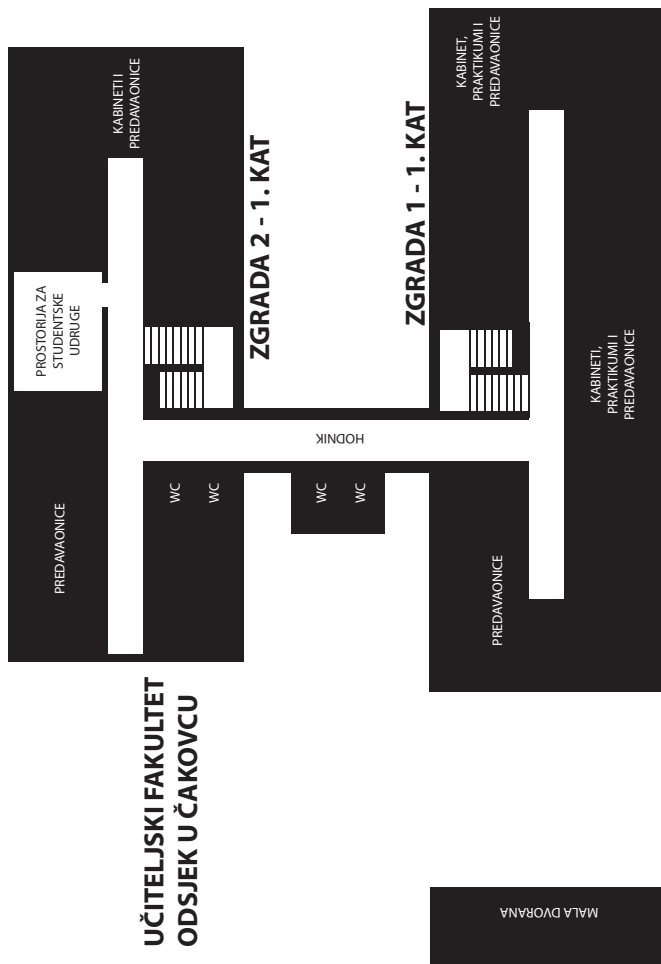 UČITELJSKI FAKULTET
ODSJEK U ČAKOVCU
ZGRADA 2 - 1. KAT
PREDAVAONICE
PROSTORIJA ZA
STUDENTSKE
UDRUGE
KABINETI I
PREDAVAONICE
WC
WC
HODNIK
WC
WC
ZGRADA 1 - 1. KAT
KABINET,
PRAKTIKUMI I
PREDAVAONICE
PREDAVAONICE
KABINETI,
PRAKTIKUMI I
PREDAVAONICE
MALA DVORANA